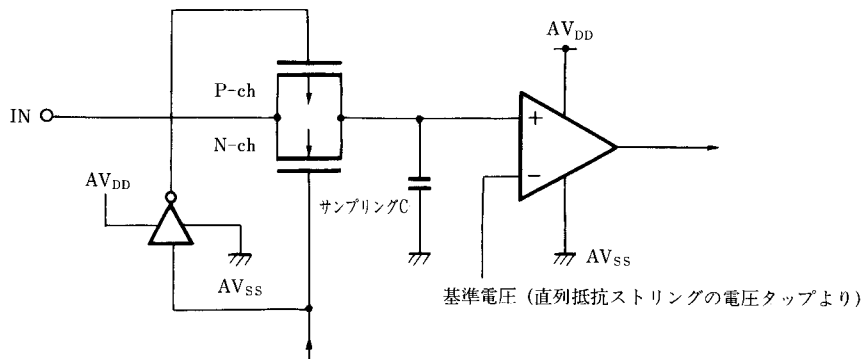 AVDD
P-ch
IN
N-ch
AVDD
サンプリングC
AVSS
+
−
AVSS
基準電圧 (直列抵抗ストリングの電圧タップより)